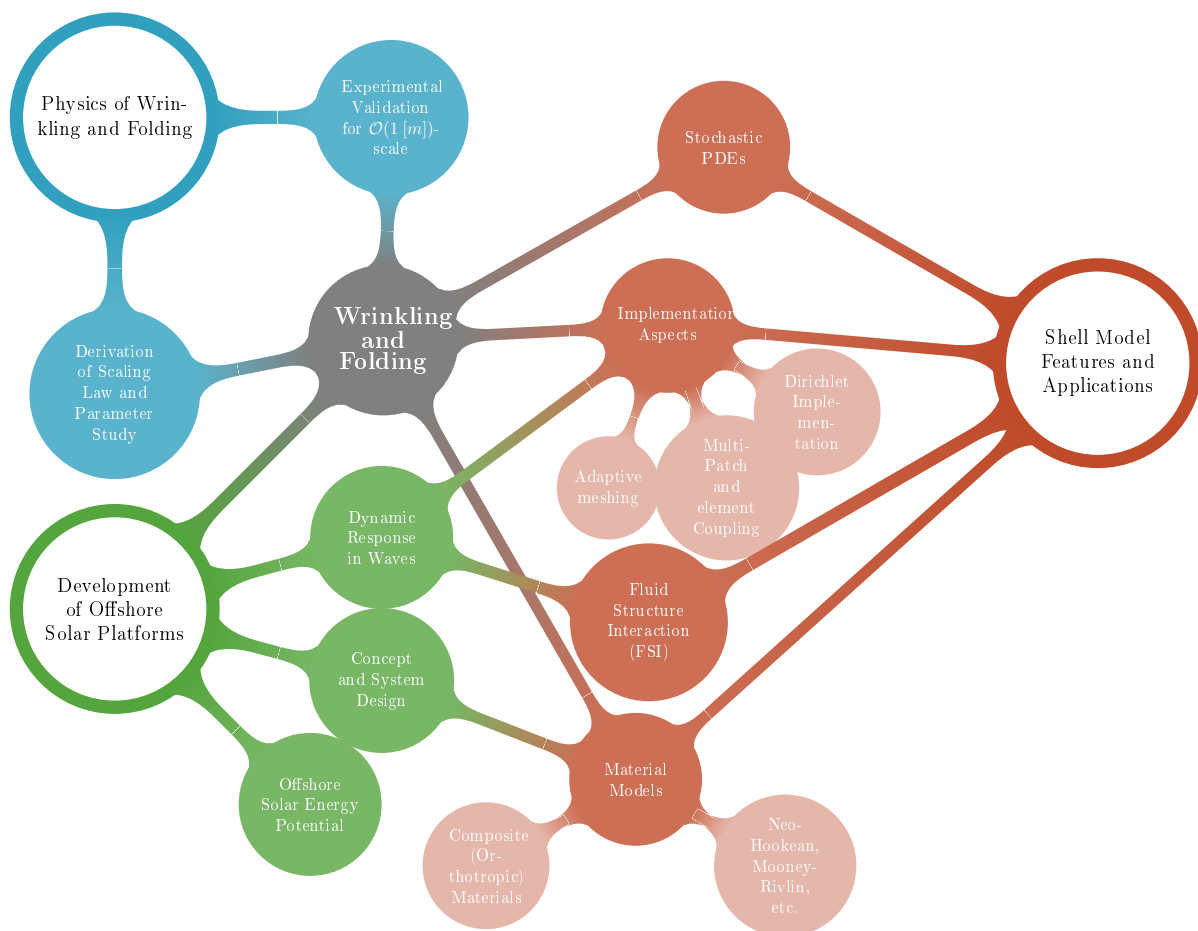 Physics of Wrin-
kling and Folding
Experimental
Validation
for 𝒪(1 [m])-
scale
Stochastic
PDEs
Wrinkling
and
Folding
Implementation
Aspects
Shell Model
Features and
Applications
Derivation
of Scaling
Law and
Parameter
Study
Dirichlet
Imple-
men-
tation
Adaptive
meshing
Multi-
Patch
and
element
Coupling
Dynamic
Response
in Waves
Development
of Offshore
Solar Platforms
Fluid
Structure
Interaction
(FSI)
Concept
and System
Design
Offshore
Solar Energy
Potential
Material
Models
Composite
(Or-
thotropic)
Materials
Neo-
Hookean,
Mooney-
Rivlin,
etc.